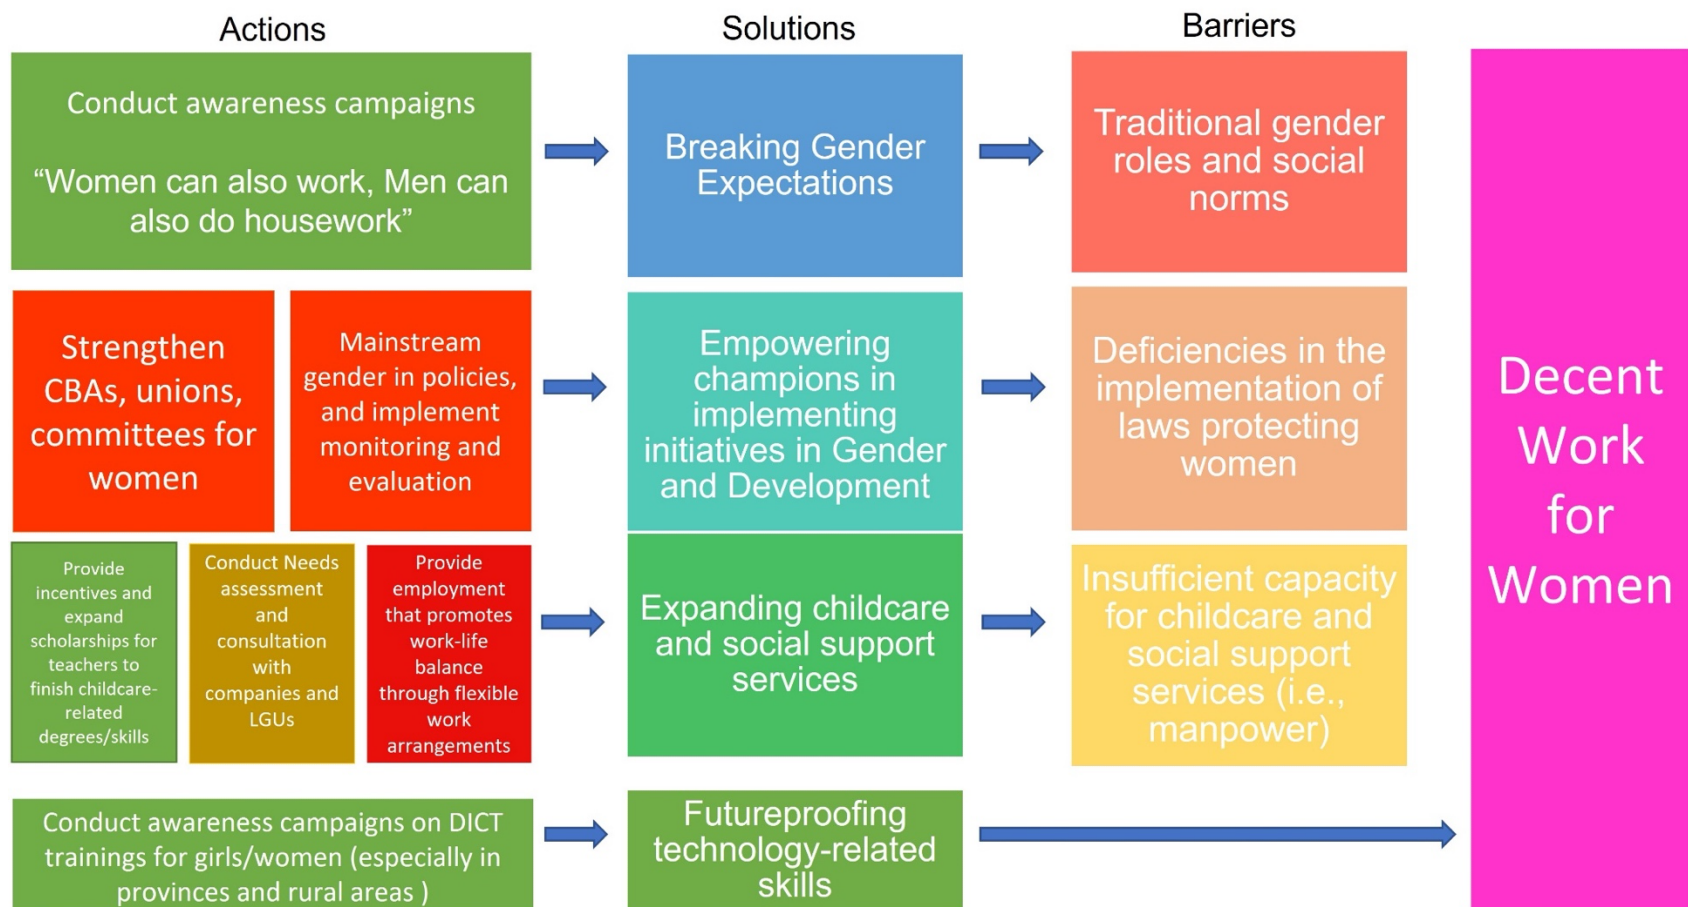 Actions
Solutions
Barriers
Conduct awareness campaigns
“Women can also work, Men can
also do housework”
Breaking Gender
Expectations
Traditional gender
roles and social
norms
Strengthen
CBAs, unions,
committees for
women
Mainstream
gender in policies,
and implement
monitoring and
evaluation
Empowering
champions in
implementing
initiatives in Gender
and Development
Deficiencies in the
implementation of
laws protecting
women
Provide
incentives and
expand
scholarships for
teachers to
finish childcare-
related
degrees/skills
Conduct Needs
assessment
and
consultation
with
companies and
LGUs
Provide
employment
that promotes
work-life
balance
through flexible
work
arrangements
Expanding childcare
and social support
services
Insufficient capacity
for childcare and
social support
services (i.e.,
manpower)
Conduct awareness campaigns on DICT
trainings for girls/women (especially in
provinces and rural areas )
Futureproofing
technology-related
skills
Decent
Work
for
Women